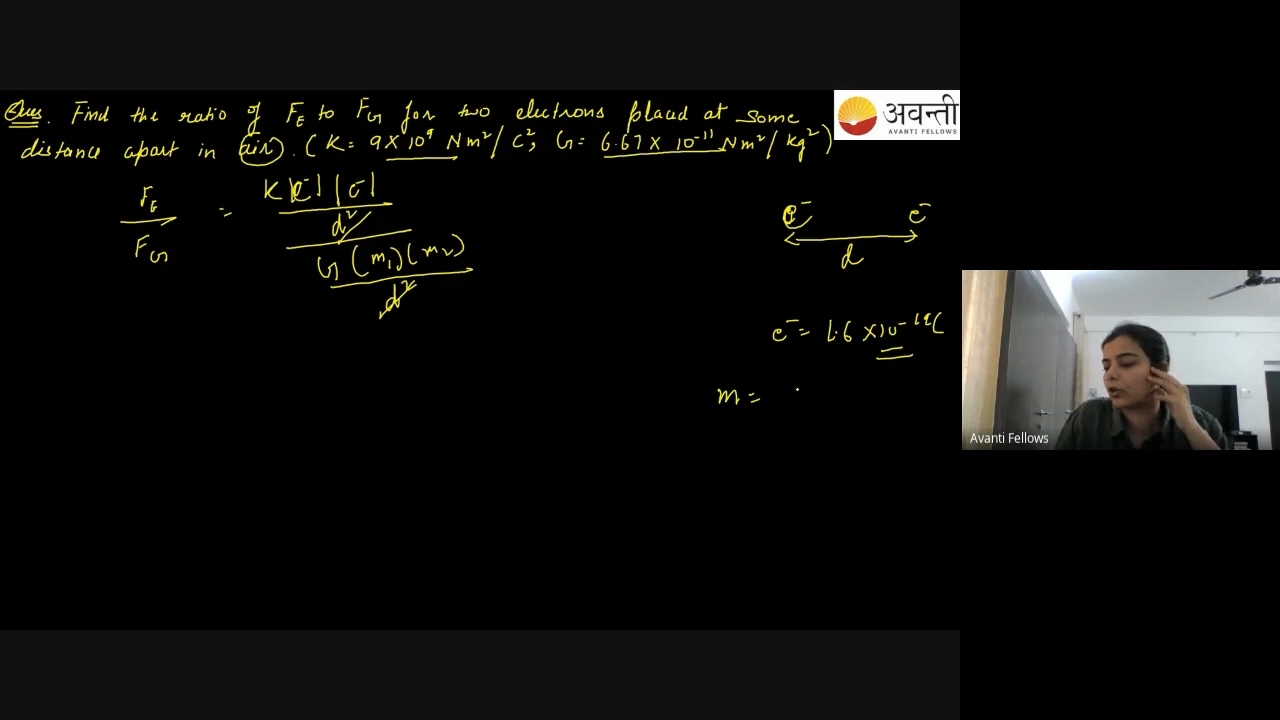 Ques. Find the ratio of F_E to F_G for two electrons placed at some
distance apart in air. (K = 9 × 10⁹ Nm²/C², G = 6.67 × 10⁻¹¹ Nm²/kg²)
अवन्ती
AVANTI FELLOWS
F_E / F_G = K |e⁻| |e⁻| / d² / G (m₁)(m₂) / d²
e⁻ e⁻
d
e⁻ = 1.6 × 10⁻¹⁹ C
m =
Avanti Fellows